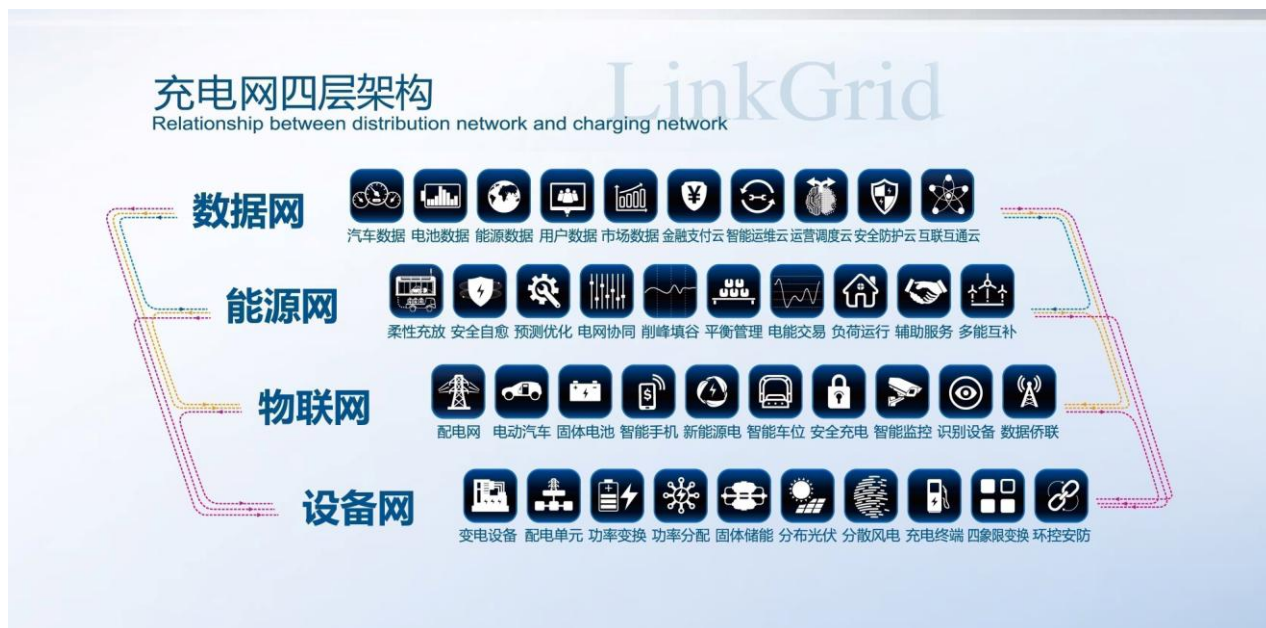 LinkGrid
充电网四层架构
Relationship between distribution network and charging network
数据网
汽车数据 电池数据 能源数据 用户数据 市场数据 金融支付云 智能运维云 运营调度云 安全防护云 互联互通云
能源网
柔性充放 安全自愈 预测优化 电网协同 削峰填谷 平衡管理 电能交易 负荷运行 辅助服务 多能互补
物联网
配电网 电动汽车 固体电池 智能手机 新能源电 智能车位 安全充电 智能监控 识别设备 数据侨联
设备网
变电设备 配电单元 功率变换 功率分配 固体储能 分布光伏 分散风电 充电终端 四象限变换 环控安防